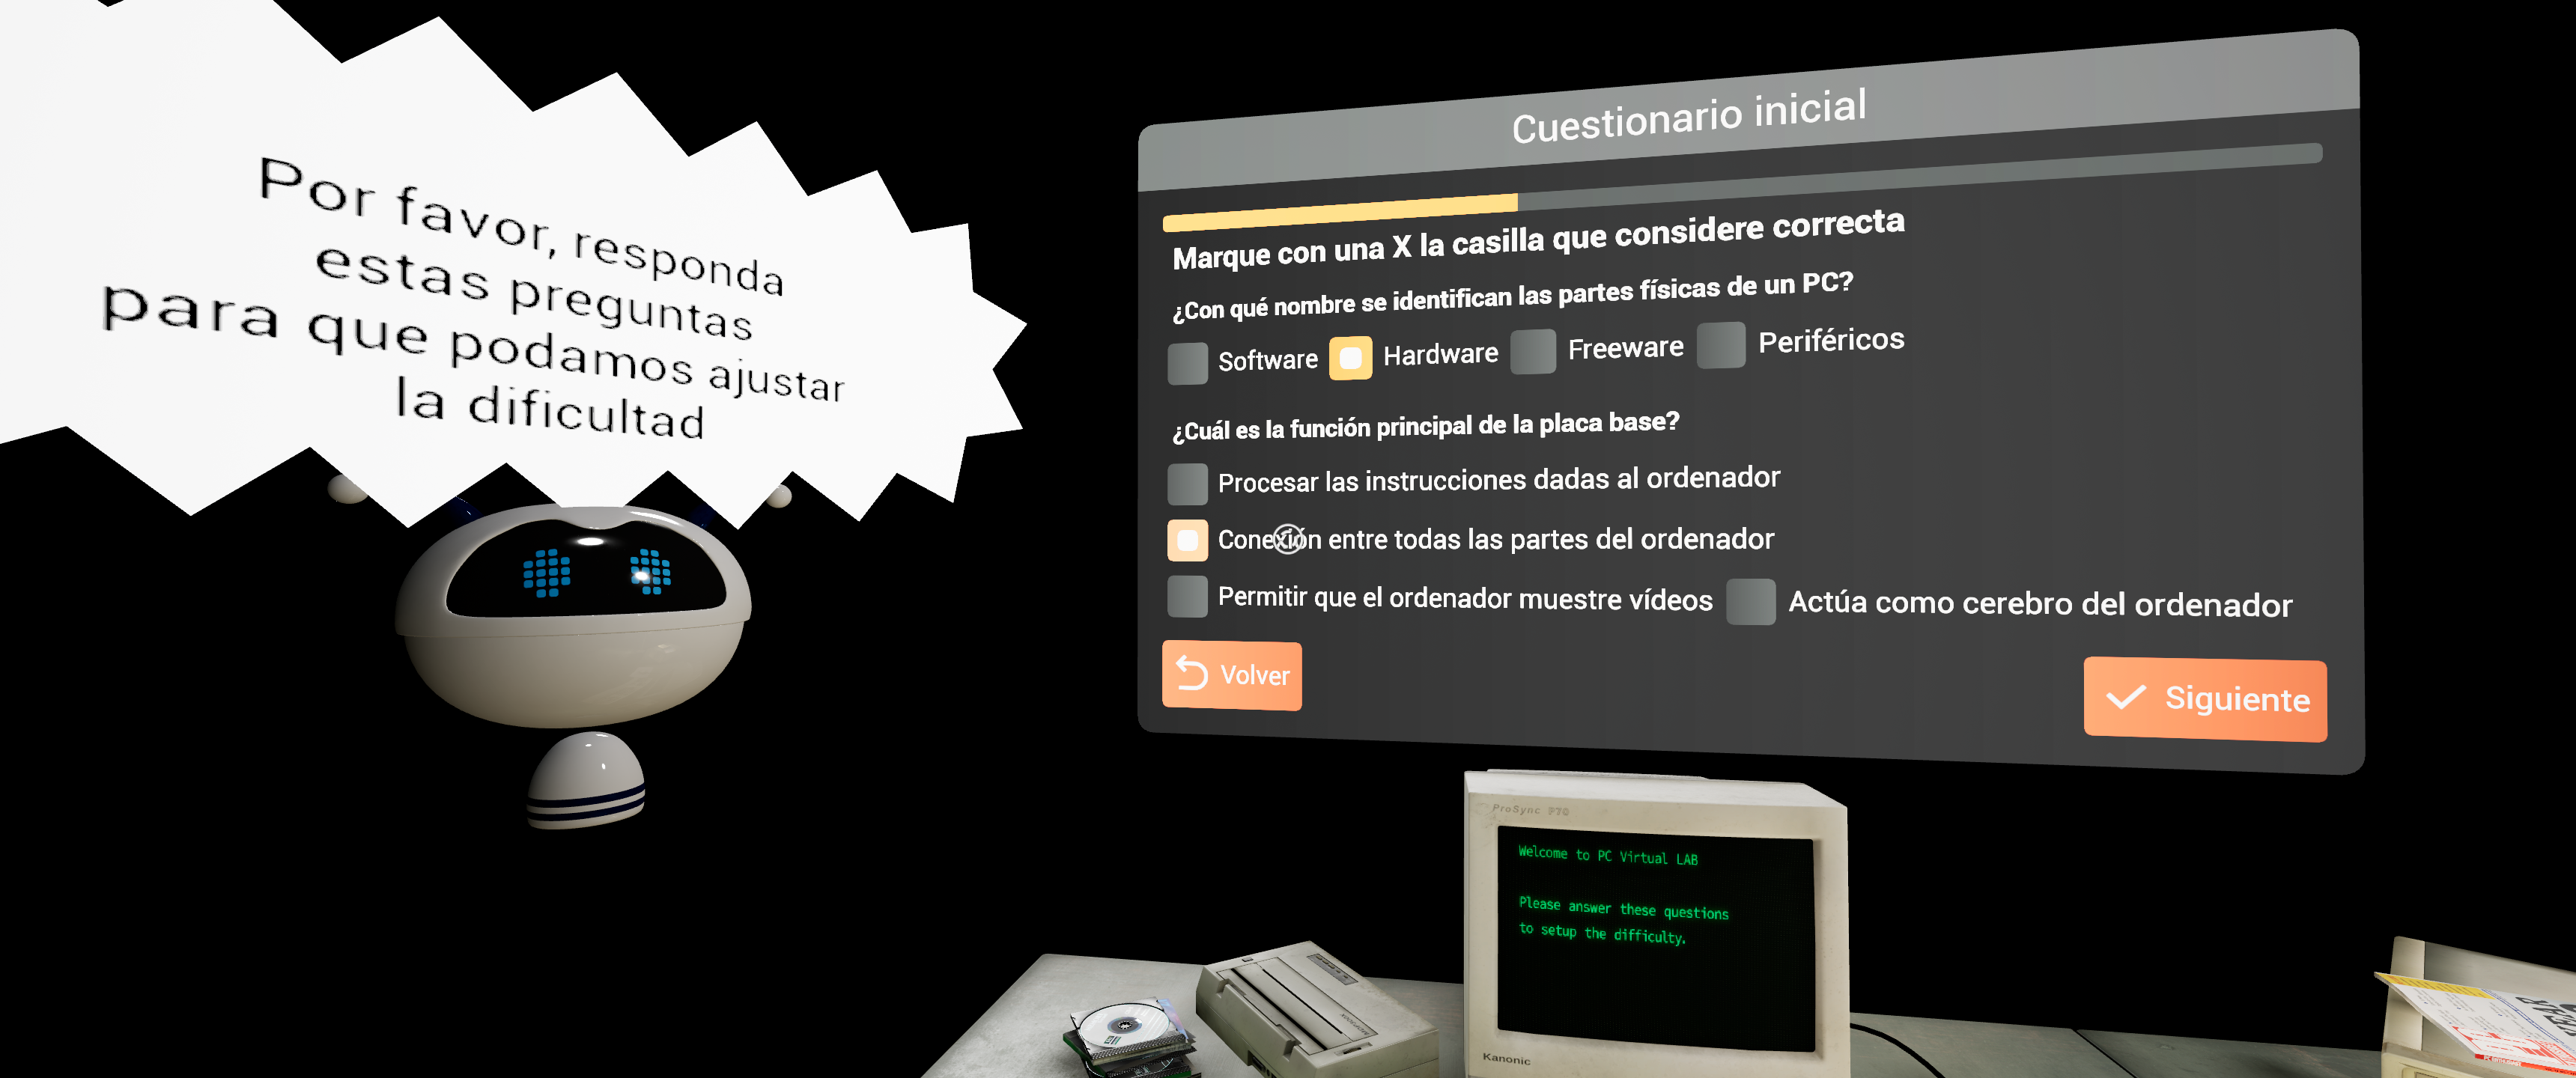 Por favor, responda
estas preguntas
para que podamos ajustar
la dificultad
Cuestionario inicial
Marque con una X la casilla que considere correcta
¿Con qué nombre se identifican las partes físicas de un PC?
Software Hardware Freeware Periféricos
¿Cuál es la función principal de la placa base?
Procesar las instrucciones dadas al ordenador
Conexión entre todas las partes del ordenador
Permitir que el ordenador muestre vídeos Actúa como cerebro del ordenador
Volver
Siguiente
ProSync P70
Welcome to PC Virtual LAB
Please answer these questions
to setup the difficulty.
Kanonic